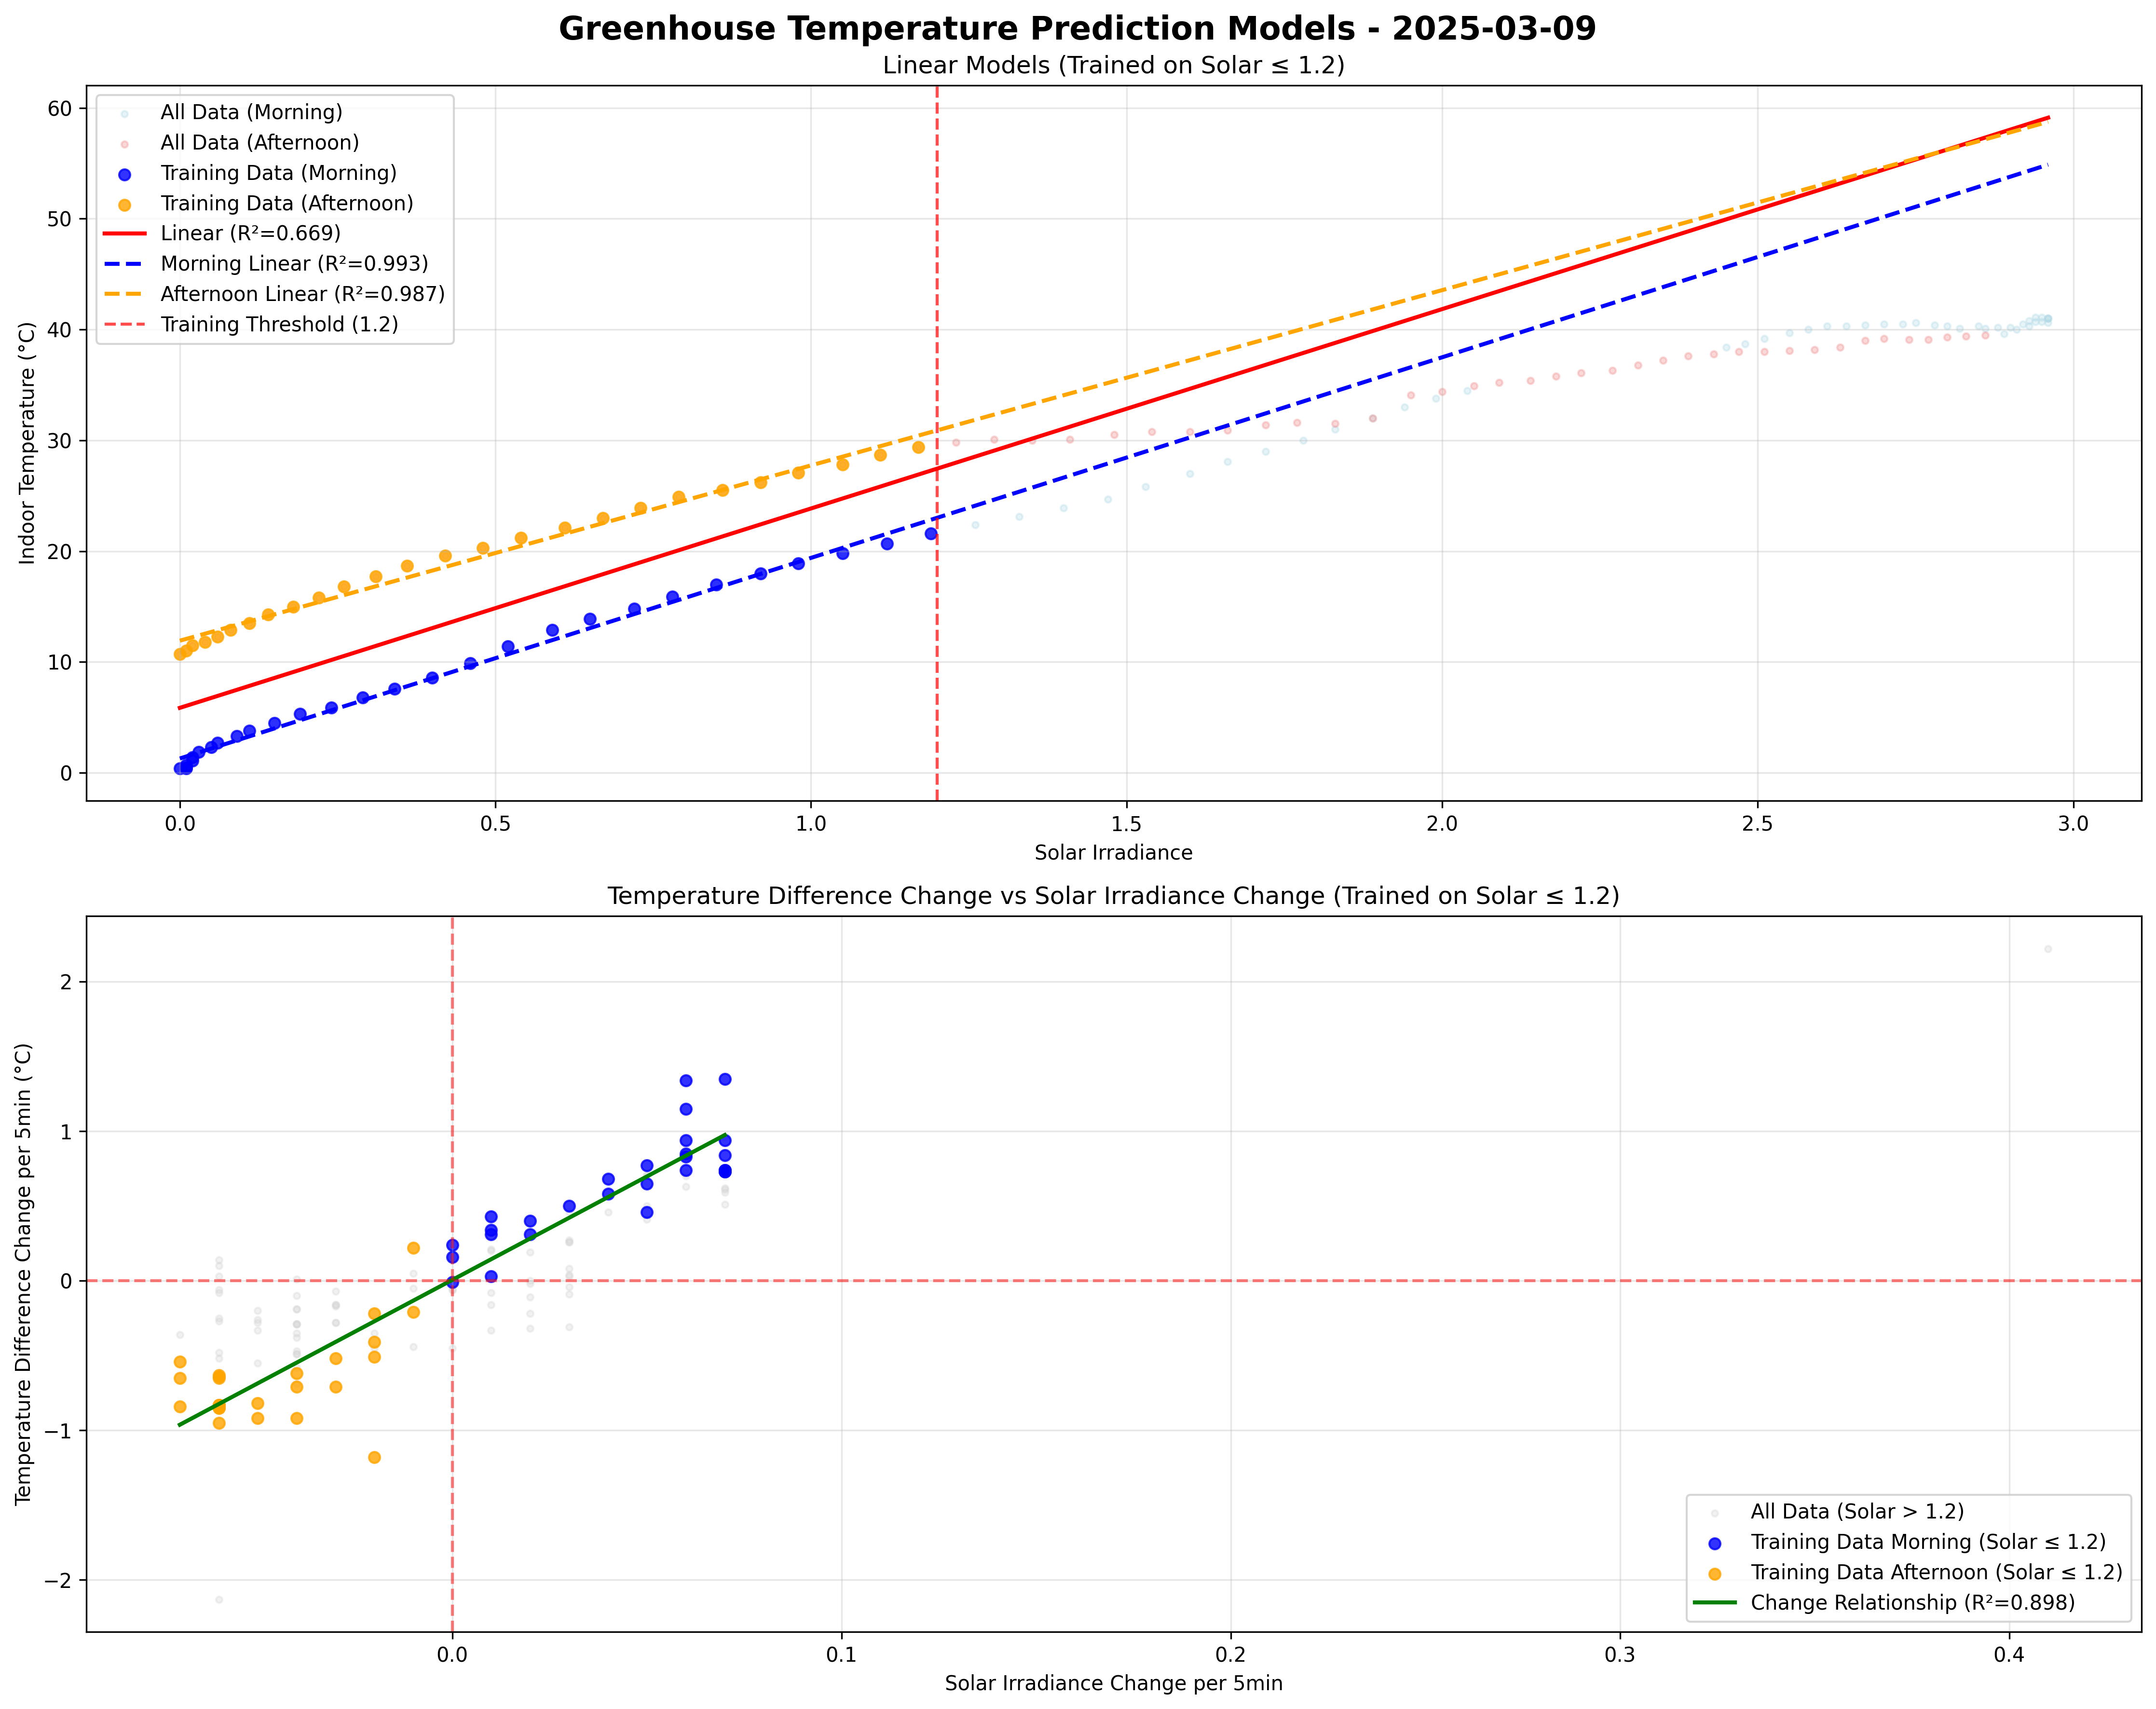 Greenhouse Temperature Prediction Models - 2025-03-09
Linear Models (Trained on Solar ≤ 1.2)
All Data (Morning)
All Data (Afternoon)
Training Data (Morning)
Training Data (Afternoon)
Linear (R²=0.669)
Morning Linear (R²=0.993)
Afternoon Linear (R²=0.987)
Training Threshold (1.2)
Indoor Temperature (°C)
60
50
40
30
20
10
0
0.0 0.5 1.0 1.5 2.0 2.5 3.0
Solar Irradiance
Temperature Difference Change vs Solar Irradiance Change (Trained on Solar ≤ 1.2)
Temperature Difference Change per 5min (°C)
2
1
0
−1
−2
All Data (Solar > 1.2)
Training Data Morning (Solar ≤ 1.2)
Training Data Afternoon (Solar ≤ 1.2)
Change Relationship (R²=0.898)
0.0 0.1 0.2 0.3 0.4
Solar Irradiance Change per 5min